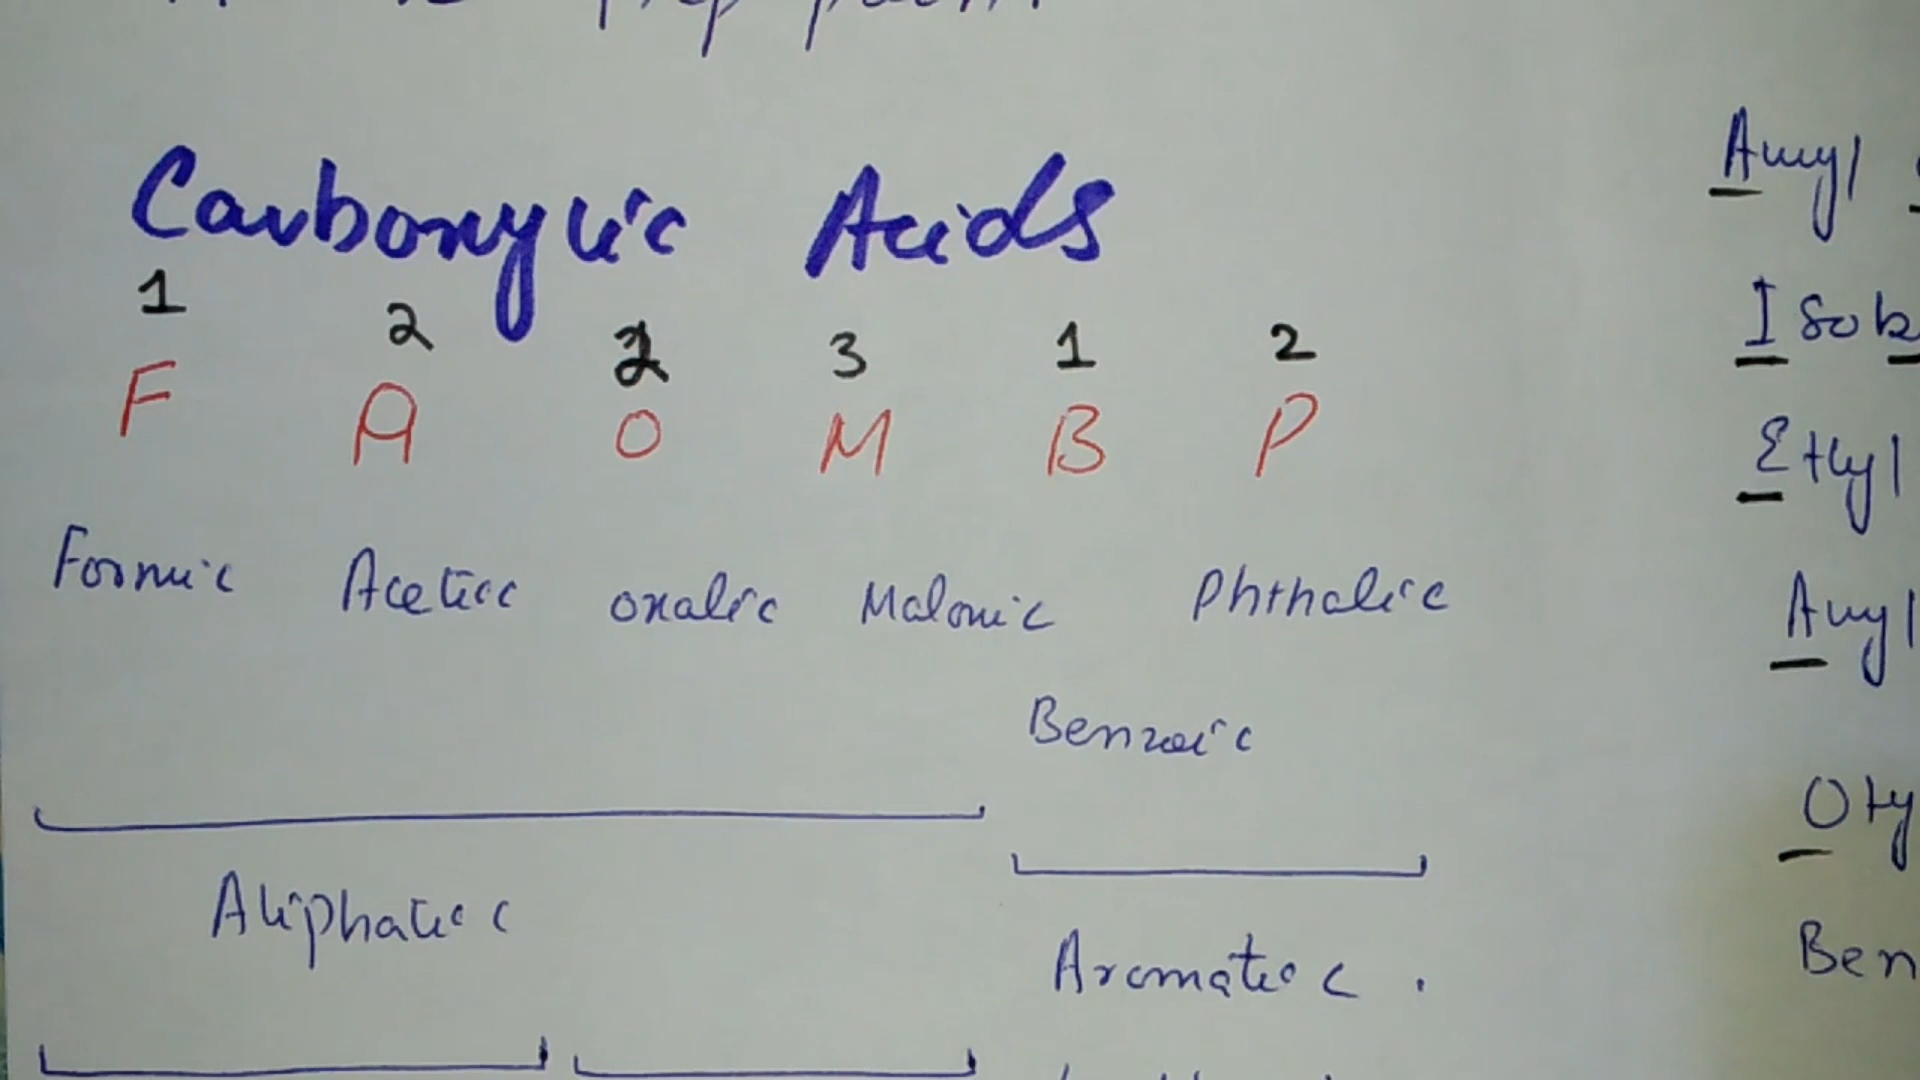 Carboxylic Acids
1 2 2 3 1 2
F A O M B P
Formic Acetic Oxalic Malonic Phthalic
Benzoic
Aliphatic
Aromatic .
Amyl
Isob
Ethyl
Amyl
Oty
Ben